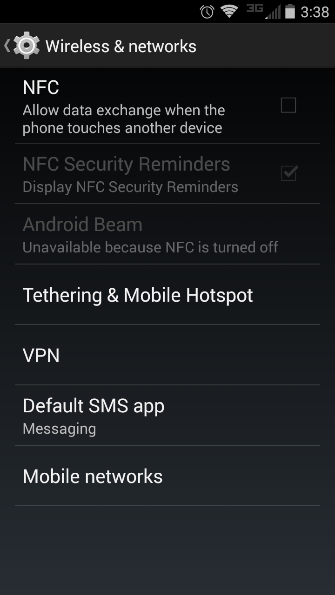 3G 3:38
Wireless & networks
NFC
Allow data exchange when the
phone touches another device
NFC Security Reminders
Display NFC Security Reminders
Android Beam
Unavailable because NFC is turned off
Tethering & Mobile Hotspot
VPN
Default SMS app
Messaging
Mobile networks